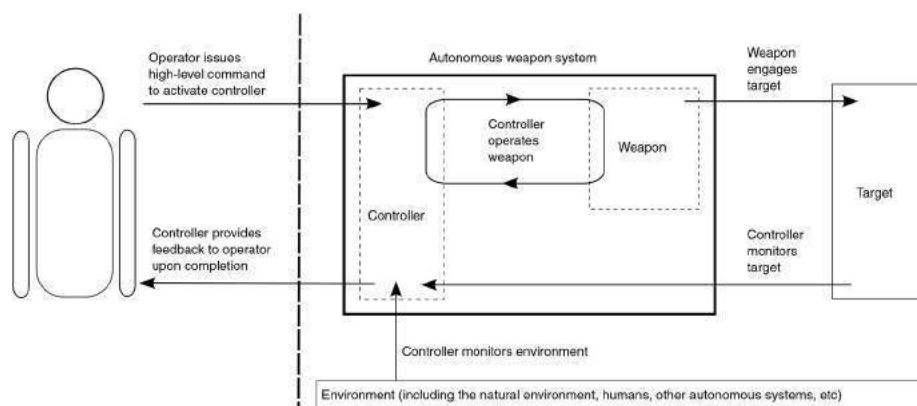 Operator issues
high-level command
to activate controller
Autonomous weapon system
Weapon
engages
target
Controller
operates
weapon
Weapon
Controller
Target
Controller provides
feedback to operator
upon completion
Controller
monitors
target
Controller monitors environment
Environment (including the natural environment, humans, other autonomous systems, etc)